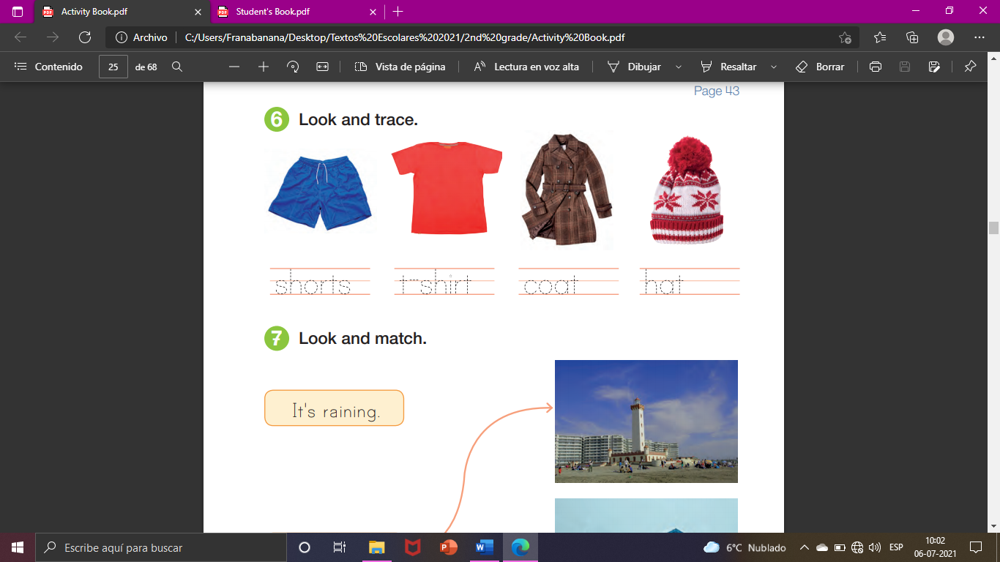 Activity Book.pdf
Student's Book.pdf
Archivo
C:/Users/Franabanana/Desktop/Textos%20Escolares%202021/2nd%20grade/Activity%20Book.pdf
Contenido
25
de 68
Vista de página
Lectura en voz alta
Dibujar
Resaltar
Borrar
Page 43
6 Look and trace.
shorts
t-shirt
coat
hat
7 Look and match.
It's raining.
Escribe aquí para buscar
6°C Nublado
ESP
10:02
06-07-2021